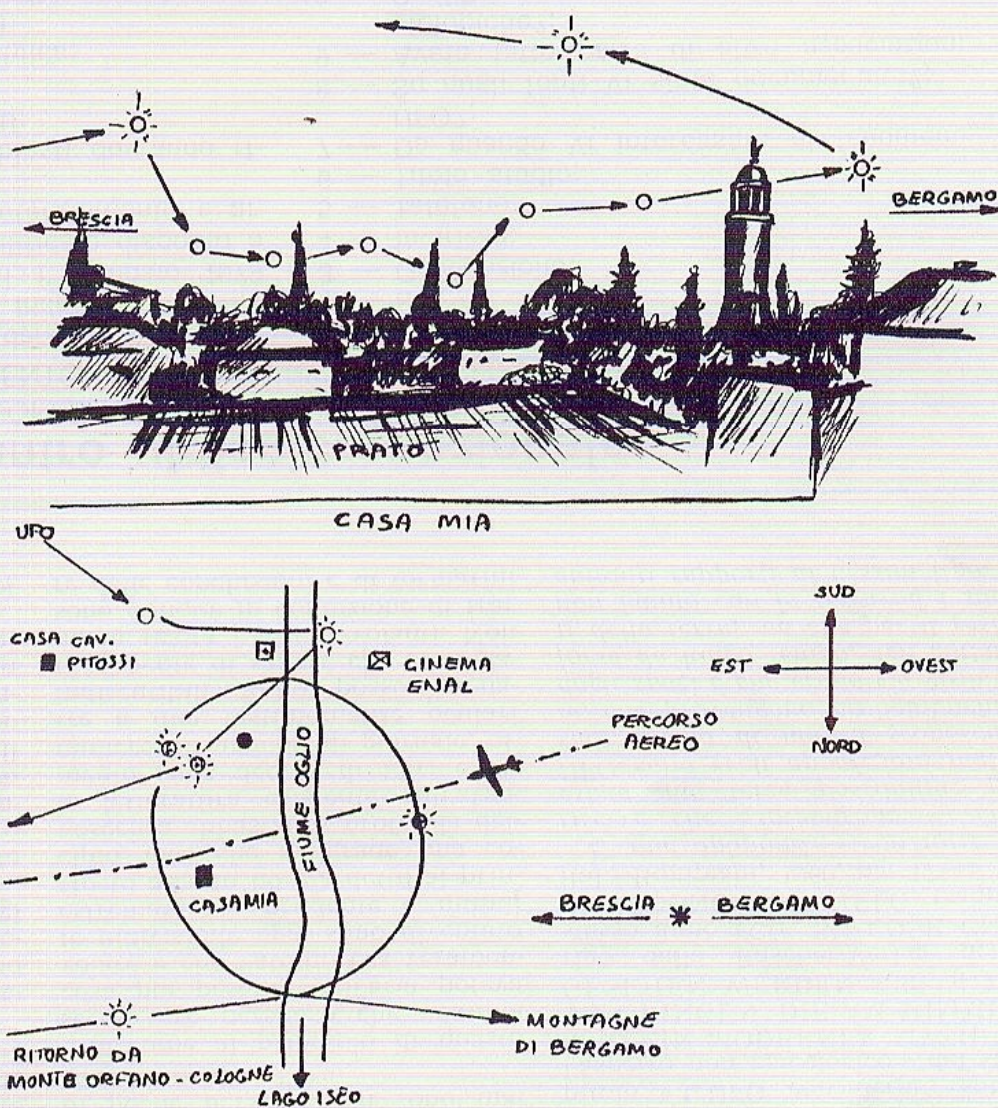 BRESCIA
BERGAMO
PRATO
CASA MIA
UFO
CASA CAV.
PITOSSI
CINEMA
ENAL
SUD
EST
OVEST
NORD
PERCORSO
AEREO
FIUME OGLIO
CASAMIA
BRESCIA
BERGAMO
MONTAGNE
DI BERGAMO
RITORNO DA
MONTE ORFANO - COLOGNE
LAGO ISEO